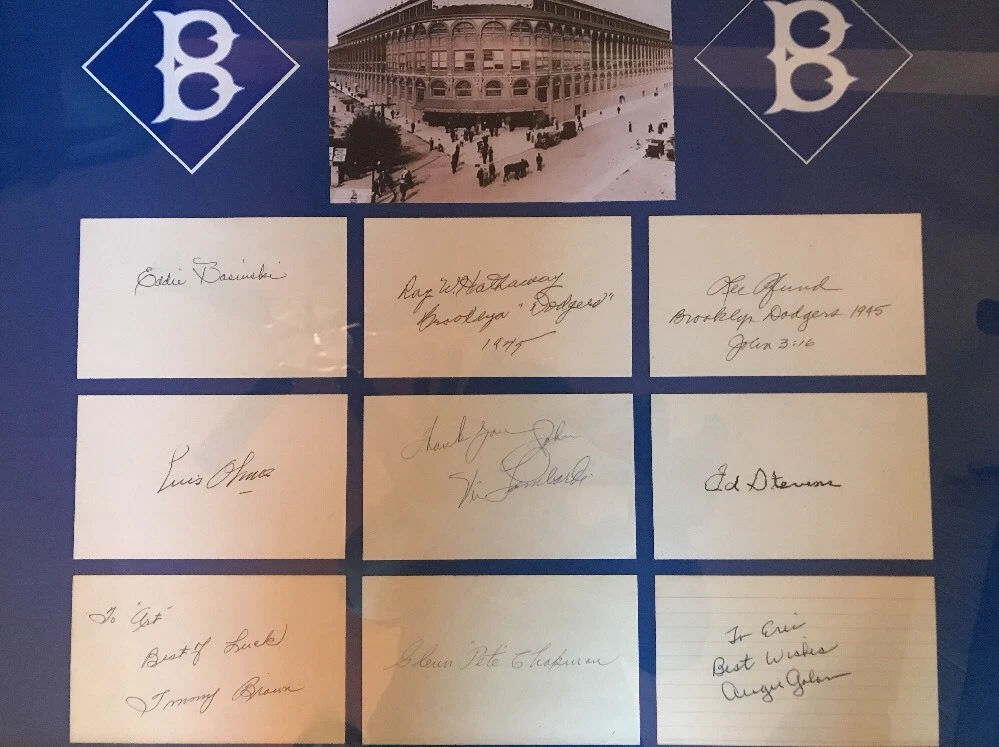 B
B
Eddie Basinski
Ray W. Hathaway
Brooklyn "Dodgers"
1945
Lee Pfund
Brooklyn Dodgers 1945
John 3:16
Luis Olmo
Thank you John
Vic Lombardi
Ed Stevens
To "Art"
Best of Luck
Tommy Brown
Glenn "Pete" Chapman
To Eric
Best Wishes
Augie Galan